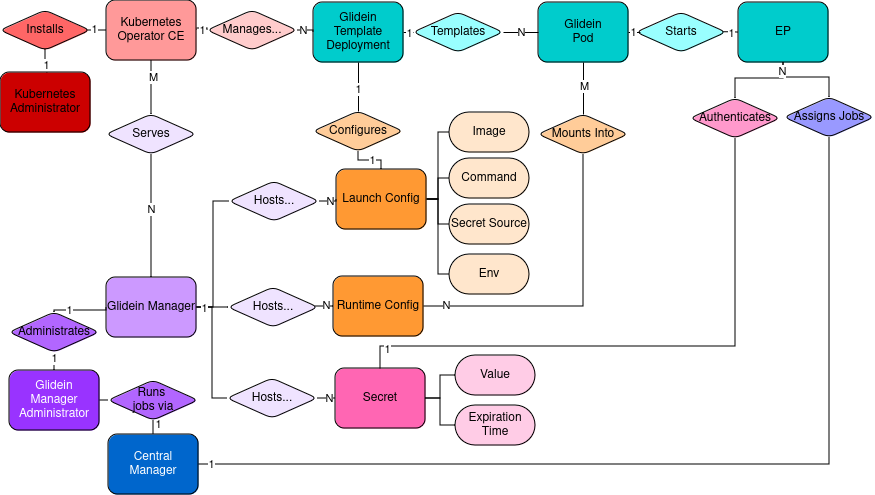 Installs
1
Kubernetes
Operator CE
1
Manages...
N
Glidein
Template
Deployment
1
Templates
N
Glidein
Pod
1
Starts
1
EP
1
Kubernetes
Administrator
M
1
M
N
Serves
Configures
Mounts Into
Authenticates
Assigns Jobs
1
Image
Command
Secret Source
Env
Hosts...
N
Launch Config
N
Glidein Manager
1
Hosts...
N
Runtime Config
N
1
Administrates
1
1
Glidein
Manager
Administrator
Runs
jobs via
1
Hosts...
N
Secret
Value
Expiration
Time
Central
Manager
1